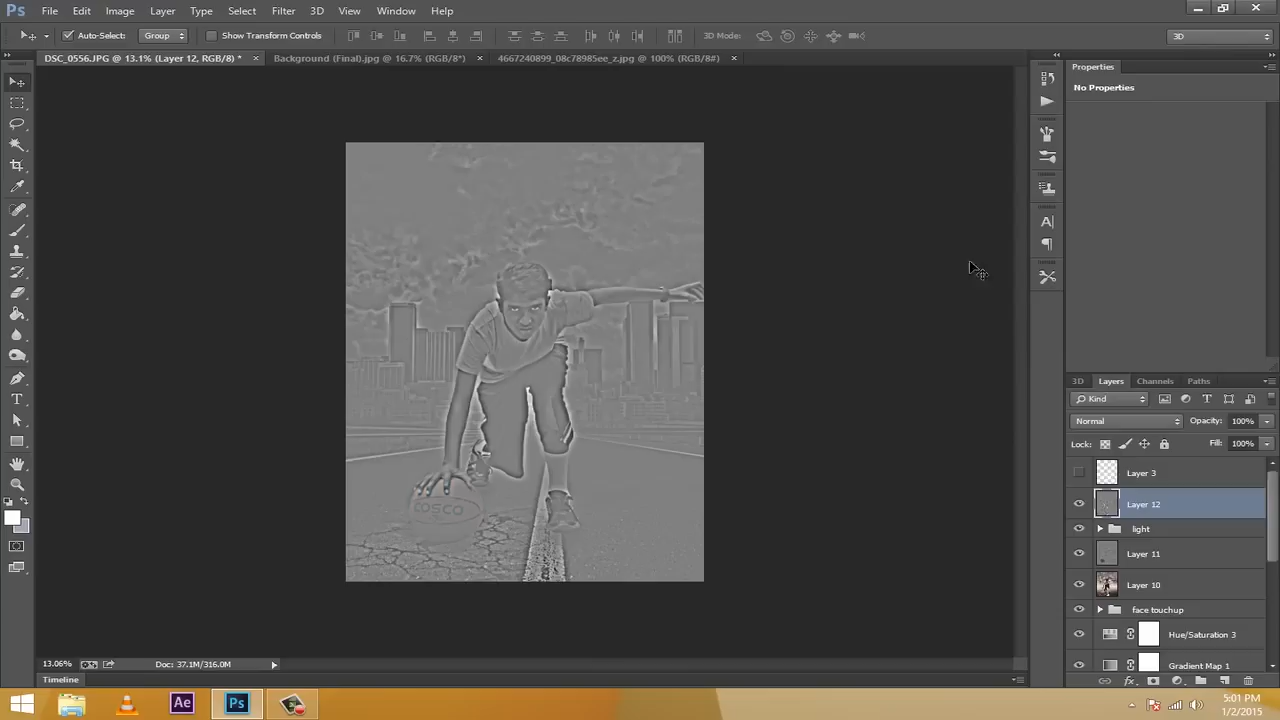 Ps File Edit Image Layer Type Select Filter 3D View Window Help
Auto-Select: Group Show Transform Controls 3D Mode: 3D
DSC_0556.JPG @ 13.1% (Layer 12, RGB/8) * Background (Final).jpg @ 16.7% (RGB/8*) 4667240899_08c78985ee_z.jpg @ 100% (RGB/8#)
Properties
No Properties
COSCO
3D Layers Channels Paths
Kind
Normal Opacity: 100%
Lock: Fill: 100%
Layer 3
Layer 12
light
Layer 11
Layer 10
face touchup
Hue/Saturation 3
Gradient Map 1
13.06% Doc: 37.1M/316.0M
Timeline
Ae Ps
5:01 PM
1/2/2015